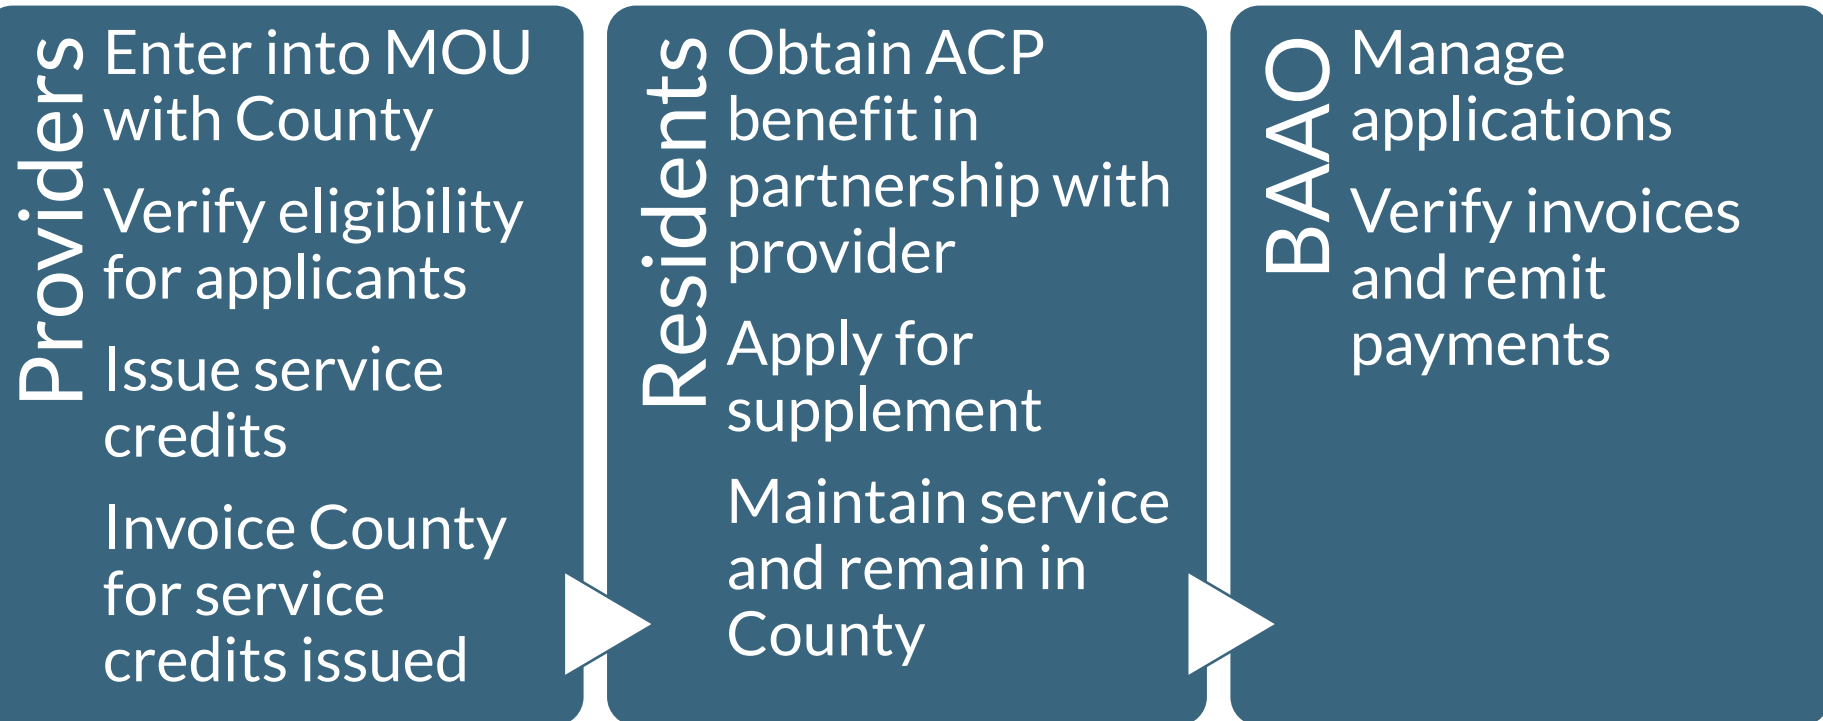 Providers
Enter into MOU
with County
Verify eligibility
for applicants
Issue service
credits
Invoice County
for service
credits issued
Residents
Obtain ACP
benefit in
partnership with
provider
Apply for
supplement
Maintain service
and remain in
County
BAAO
Manage
applications
Verify invoices
and remit
payments